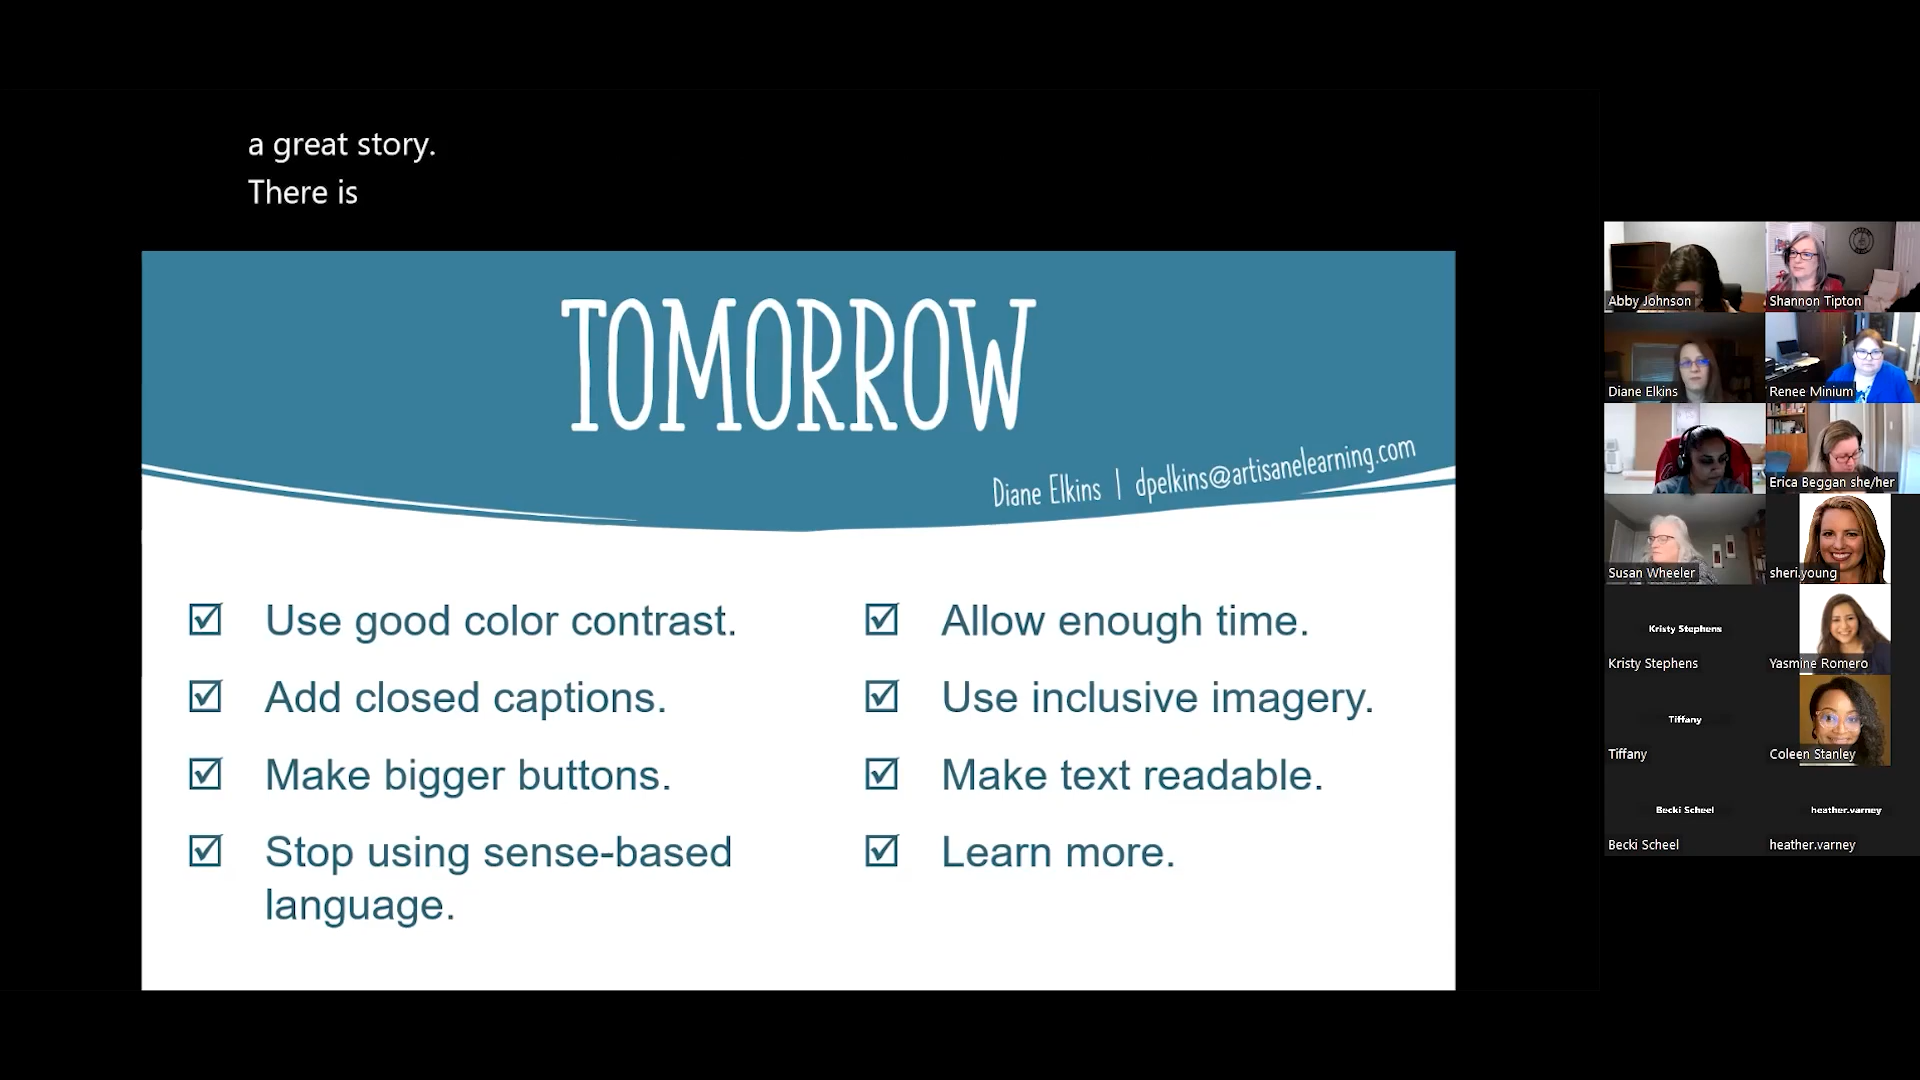 a great story.
There is
TOMORROW
Diane Elkins | dpelkins@artisanelearning.com
Use good color contrast.
Add closed captions.
Make bigger buttons.
Stop using sense-based
language.
Allow enough time.
Use inclusive imagery.
Make text readable.
Learn more.
Abby Johnson
Shannon Tipton
Diane Elkins
Renee Minium
Erica Beggan she/her
Susan Wheeler
sheri.young
Kristy Stephens
Kristy Stephens
Yasmine Romero
Tiffany
Tiffany
Coleen Stanley
Becki Scheel
heather.varney
Becki Scheel
heather.varney